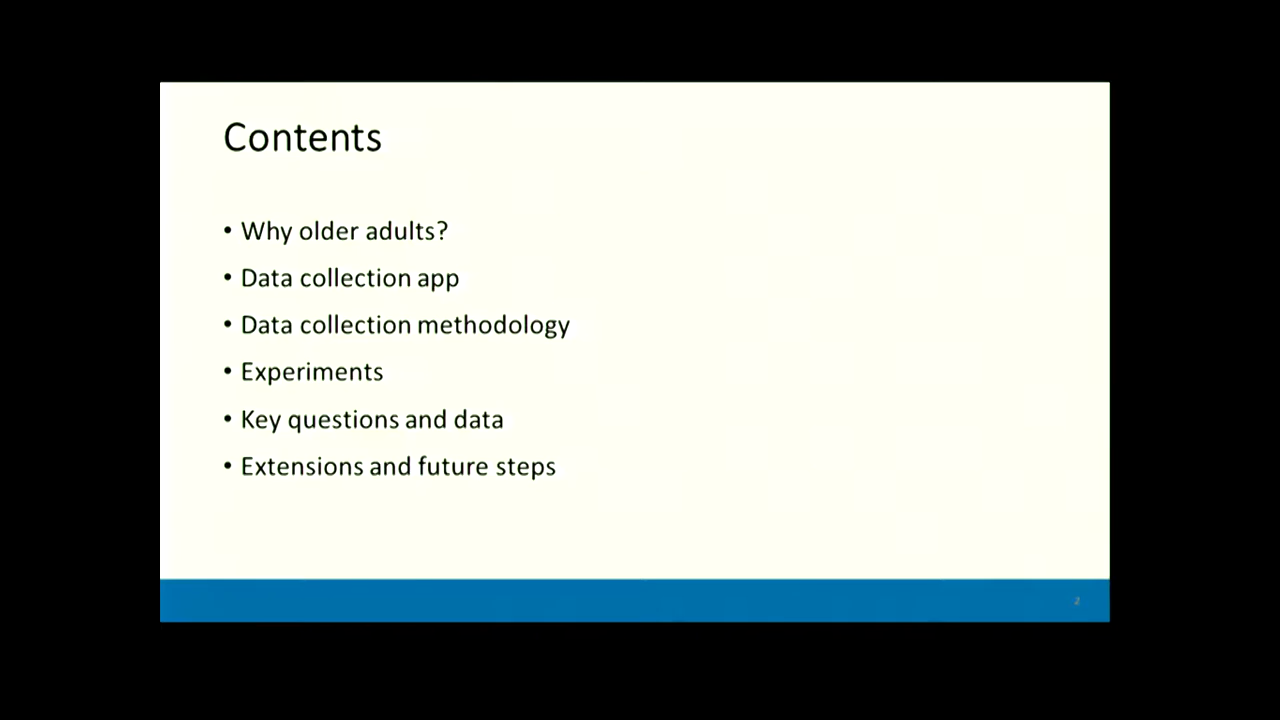 Contents
• Why older adults?
• Data collection app
• Data collection methodology
• Experiments
• Key questions and data
• Extensions and future steps
2